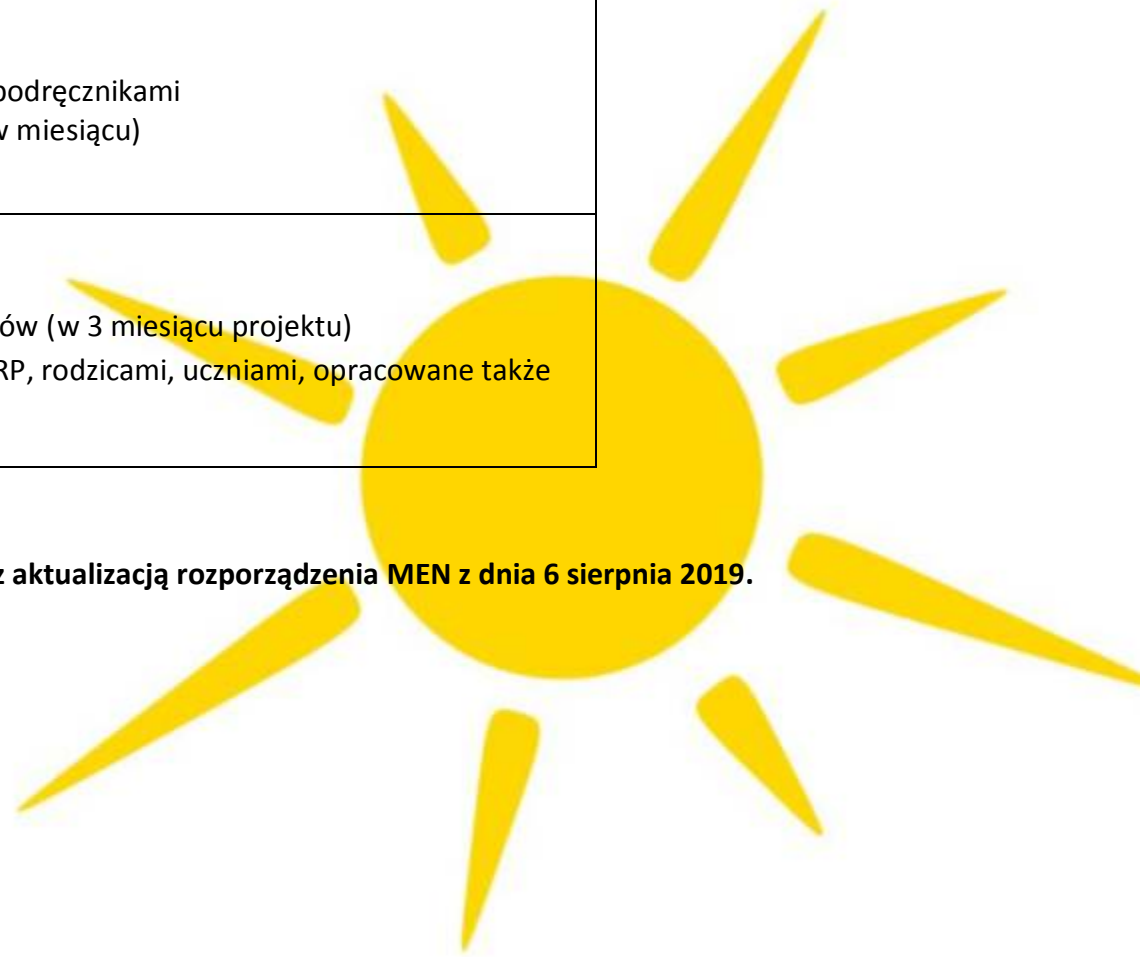 podręcznikami
w miesiącu)
ów (w 3 miesiącu projektu)
RP, rodzicami, uczniami, opracowane także
z aktualizacją rozporządzenia MEN z dnia 6 sierpnia 2019.